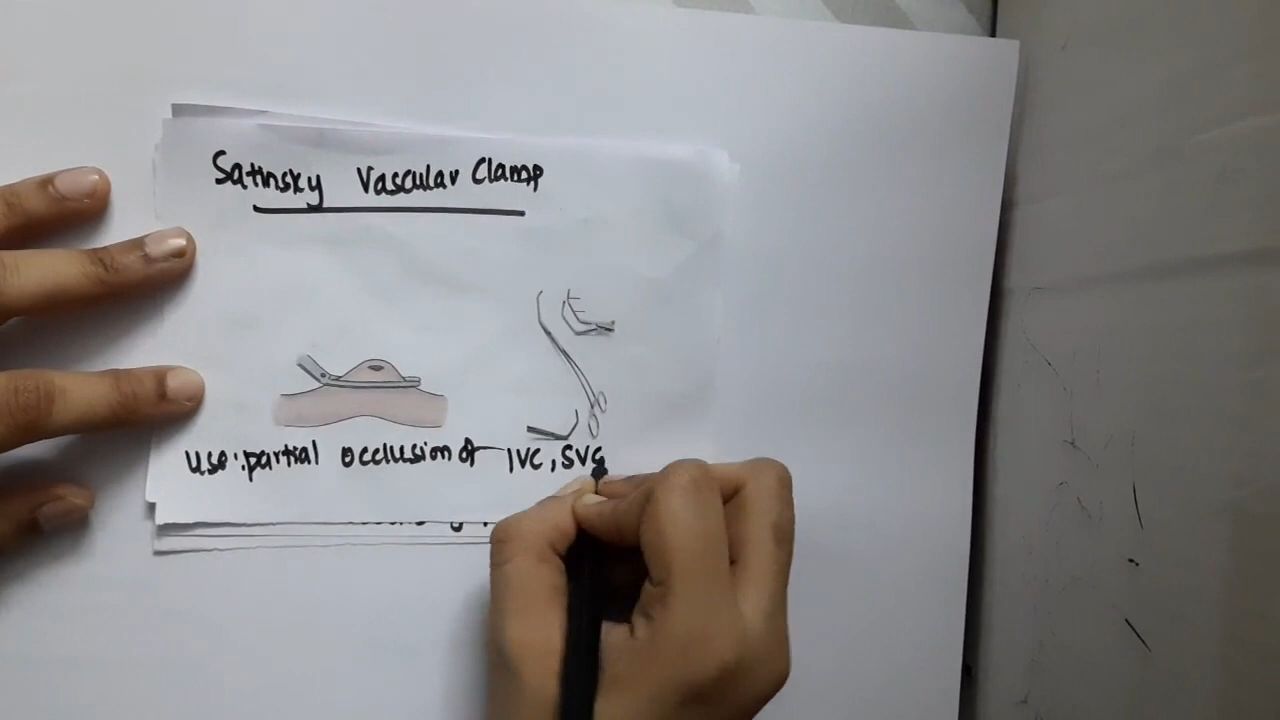 Satinsky Vascular Clamp
Use: partial occlusion of IVC, SVC